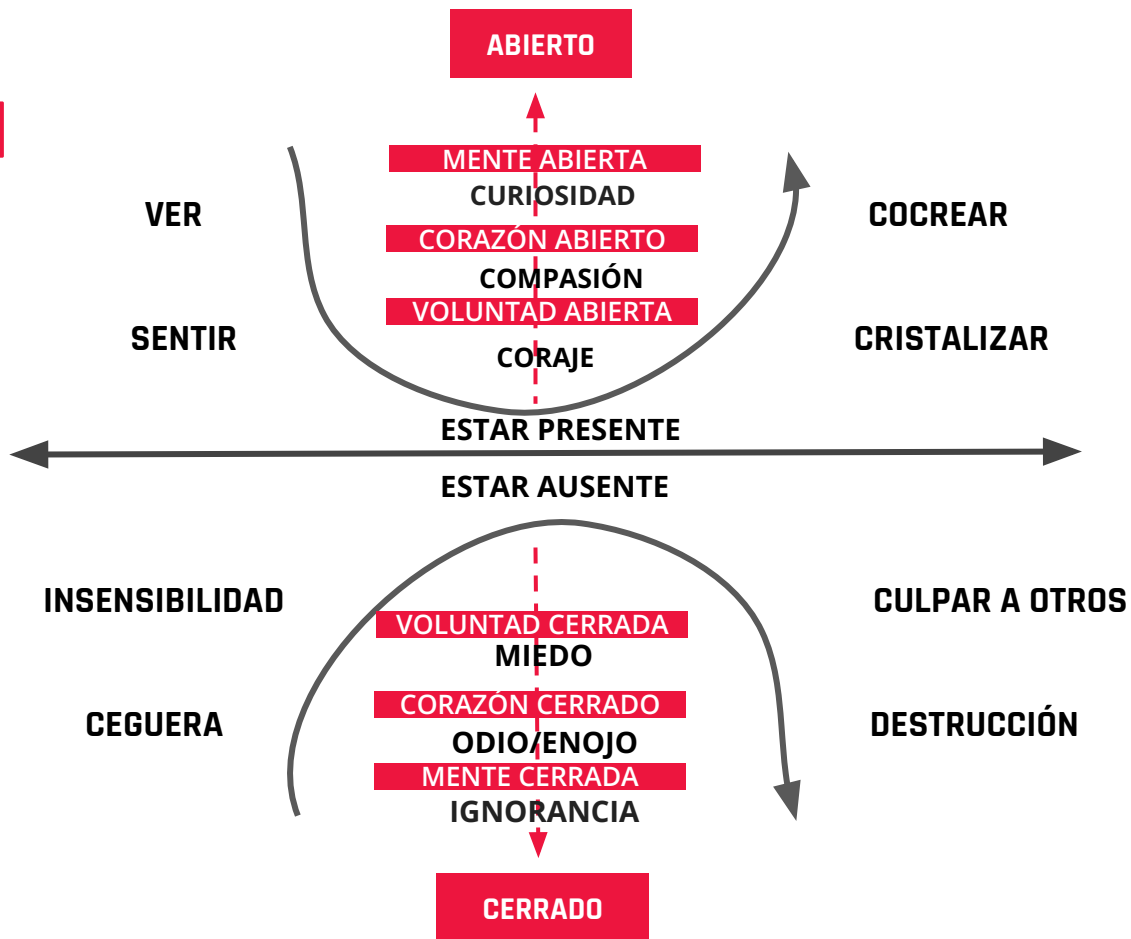 ABIERTO
MENTE ABIERTA
CURIOSIDAD
VER
COCREAR
CORAZÓN ABIERTO
COMPASIÓN
VOLUNTAD ABIERTA
SENTIR
CRISTALIZAR
CORAJE
ESTAR PRESENTE
ESTAR AUSENTE
INSENSIBILIDAD
CULPAR A OTROS
VOLUNTAD CERRADA
MIEDO
CORAZÓN CERRADO
CEGUERA
DESTRUCCIÓN
ODIO/ENOJO
MENTE CERRADA
IGNORANCIA
CERRADO